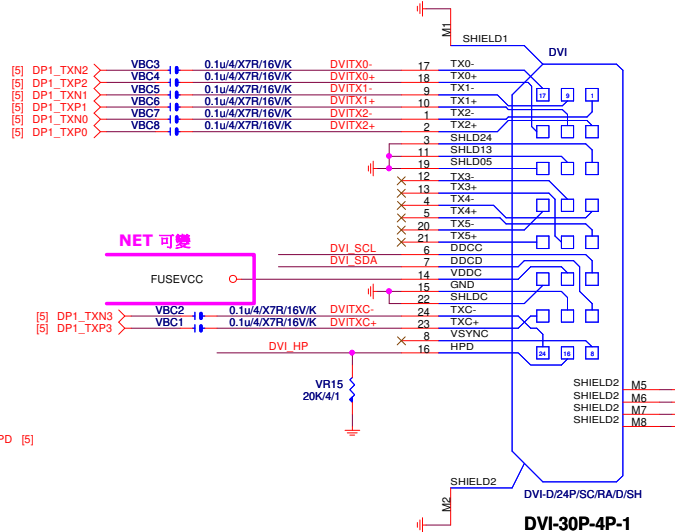 M1
SHIELD1
DVI
[5] DP1_TXN2 VBC3 0.1u/4/X7R/16V/K DVITX0- 17 TX0-
[5] DP1_TXP2 VBC4 0.1u/4/X7R/16V/K DVITX0+ 18 TX0+
[5] DP1_TXN1 VBC5 0.1u/4/X7R/16V/K DVITX1- 9 TX1-
[5] DP1_TXP1 VBC6 0.1u/4/X7R/16V/K DVITX1+ 10 TX1+
[5] DP1_TXN0 VBC7 0.1u/4/X7R/16V/K DVITX2- 1 TX2-
[5] DP1_TXP0 VBC8 0.1u/4/X7R/16V/K DVITX2+ 2 TX2+
17 9 1
3 SHLD24
11 SHLD13
19 SHLD05
12 TX3-
13 TX3+
4 TX4-
5 TX4+
20 TX5-
21 TX5+
NET 可變
DVI_SCL 6 DDCC
DVI_SDA 7 DDCD
FUSEVCC 14 VDDC
15 GND
22 SHLDC
[5] DP1_TXN3 VBC2 0.1u/4/X7R/16V/K DVITXC- 24 TXC-
[5] DP1_TXP3 VBC1 0.1u/4/X7R/16V/K DVITXC+ 23 TXC+
8 VSYNC
DVI_HP 16 HPD
24 16 8
VR15
20K/4/1
SHIELD2 M5
SHIELD2 M6
SHIELD2 M7
SHIELD2 M8
PD [5]
SHIELD2
M2
DVI-D/24P/SC/RA/D/SH
DVI-30P-4P-1